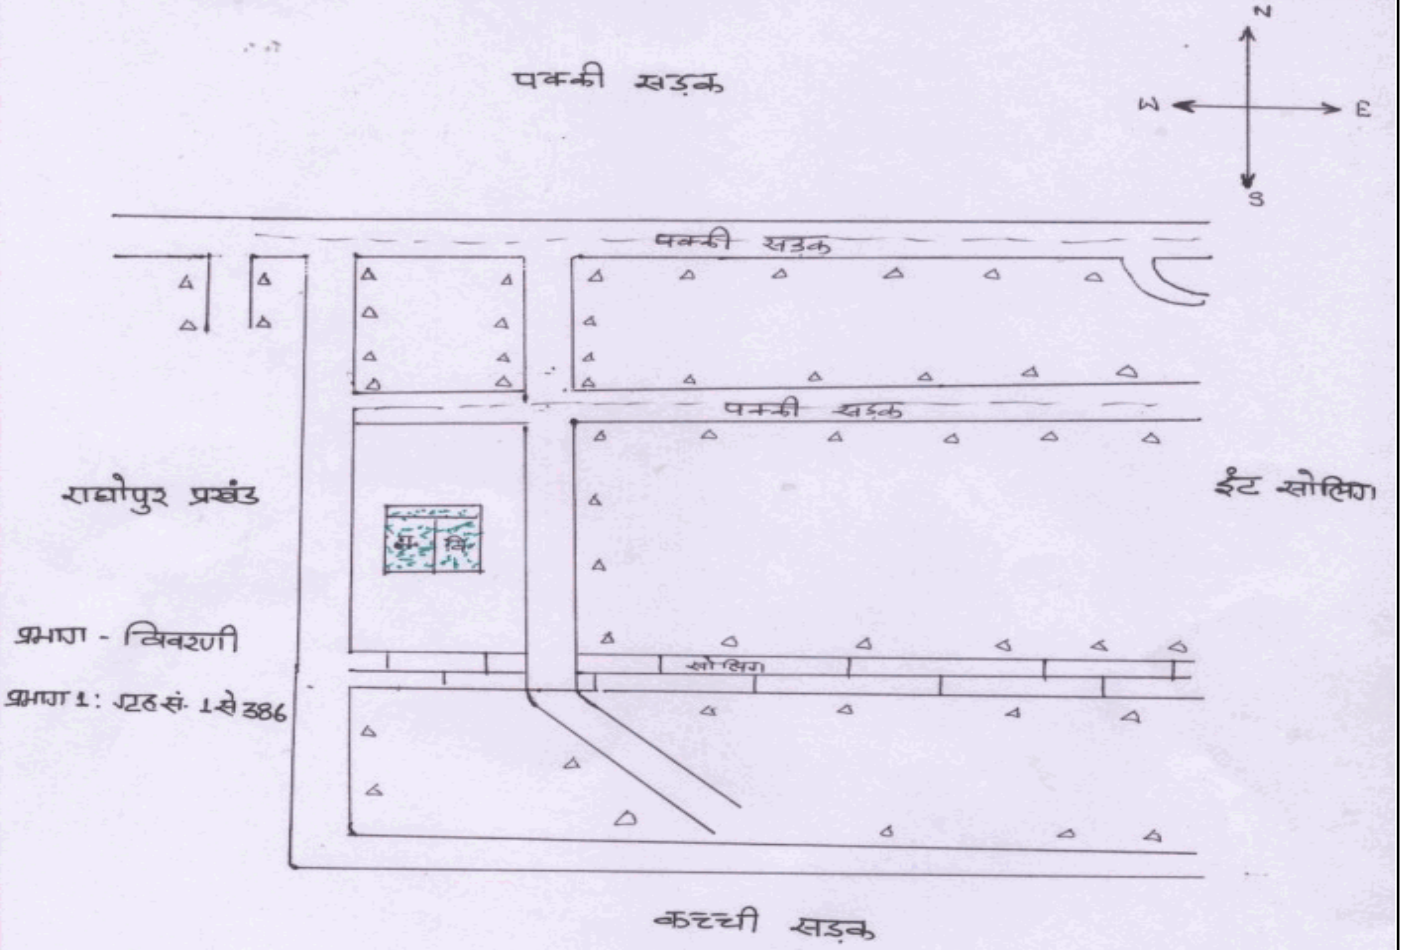 N
पक्की सड़क
W E
S
पक्की सड़क
पक्की सड़क
राघोपुर प्रखंड
ईंट सोलिंग
वि
प्रभाग - विवरणी
सोलिंग
प्रभाग 1: गृह सं. 1 से 386
कच्ची सड़क